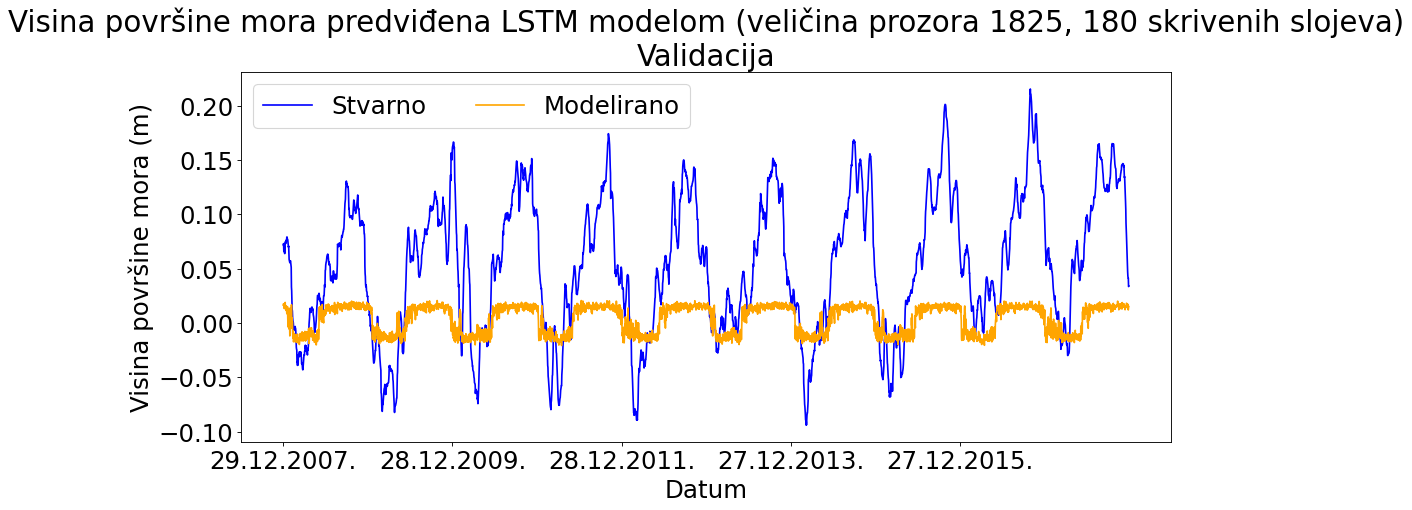 Visina površine mora predviđena LSTM modelom (veličina prozora 1825, 180 skrivenih slojeva)
Validacija
Stvarno
Modelirano
Visina površine mora (m)
0.20
0.15
0.10
0.05
0.00
−0.05
−0.10
29.12.2007. 28.12.2009. 28.12.2011. 27.12.2013. 27.12.2015.
Datum